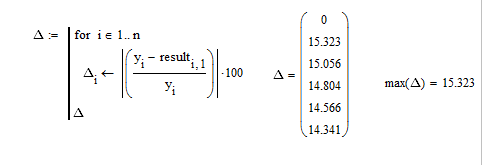 Δ := for i ∈ 1.. n
Δi ← |((yi − resulti,1) / yi)| ·100
Δ
Δ = (0
15.323
15.056
14.804
14.566
14.341)
max(Δ) = 15.323